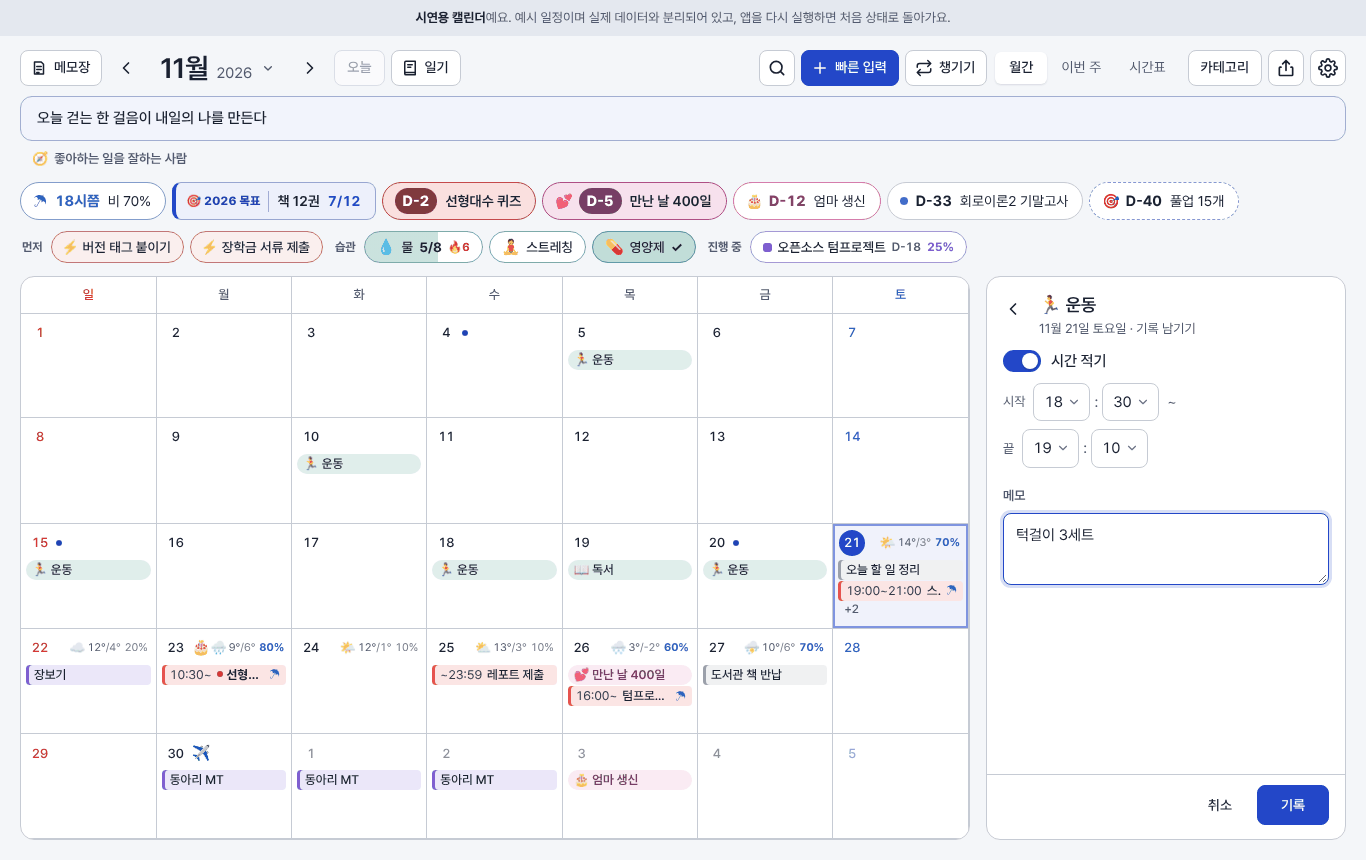 시연용 캘린더예요. 예시 일정이며 실제 데이터와 분리되어 있고, 앱을 다시 실행하면 처음 상태로 돌아가요.
메모장 11월 2026 오늘 일기 빠른 입력 챙기기 월간 이번 주 시간표 카테고리
오늘 걷는 한 걸음이 내일의 나를 만든다
좋아하는 일을 잘하는 사람
18시쯤 비 70% 2026 목표 책 12권 7/12 D-2 선형대수 퀴즈 D-5 만난 날 400일 D-12 엄마 생신 D-33 회로이론2 기말고사 D-40 풀업 15개
먼저 버전 태그 붙이기 장학금 서류 제출 습관 물 5/8 6 스트레칭 영양제 진행 중 오픈소스 텀프로젝트 D-18 25%
일 월 화 수 목 금 토
1 2 3 4 5 6 7
운동
8 9 10 11 12 13 14
운동
15 16 17 18 19 20 21 14°/3° 70%
운동 운동 독서 운동 오늘 할 일 정리
19:00~21:00 스.
+2
22 12°/4° 20% 23 9°/6° 80% 24 12°/1° 10% 25 13°/3° 10% 26 3°/-2° 60% 27 10°/6° 70% 28
장보기 10:30~ 선형... ~23:59 레포트 제출 만난 날 400일 도서관 책 반납
16:00~ 텀프로...
29 30 1 2 3 4 5
동아리 MT 동아리 MT 동아리 MT 엄마 생신
운동
11월 21일 토요일 · 기록 남기기
시간 적기
시작 18 : 30 ~
끝 19 : 10
메모
턱걸이 3세트
취소 기록